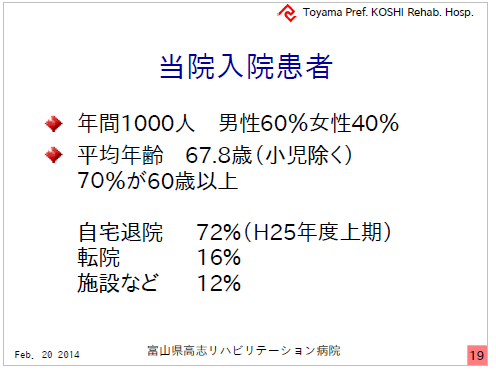 Toyama Pref. KOSHI Rehab. Hosp.
当院入院患者
年間1000人　男性60％女性40％
平均年齢　67.8歳（小児除く）
70％が60歳以上
自宅退院　72%（H25年度上期）
転院　16%
施設など　12%
Feb. 20 2014
富山県高志リハビリテーション病院
19